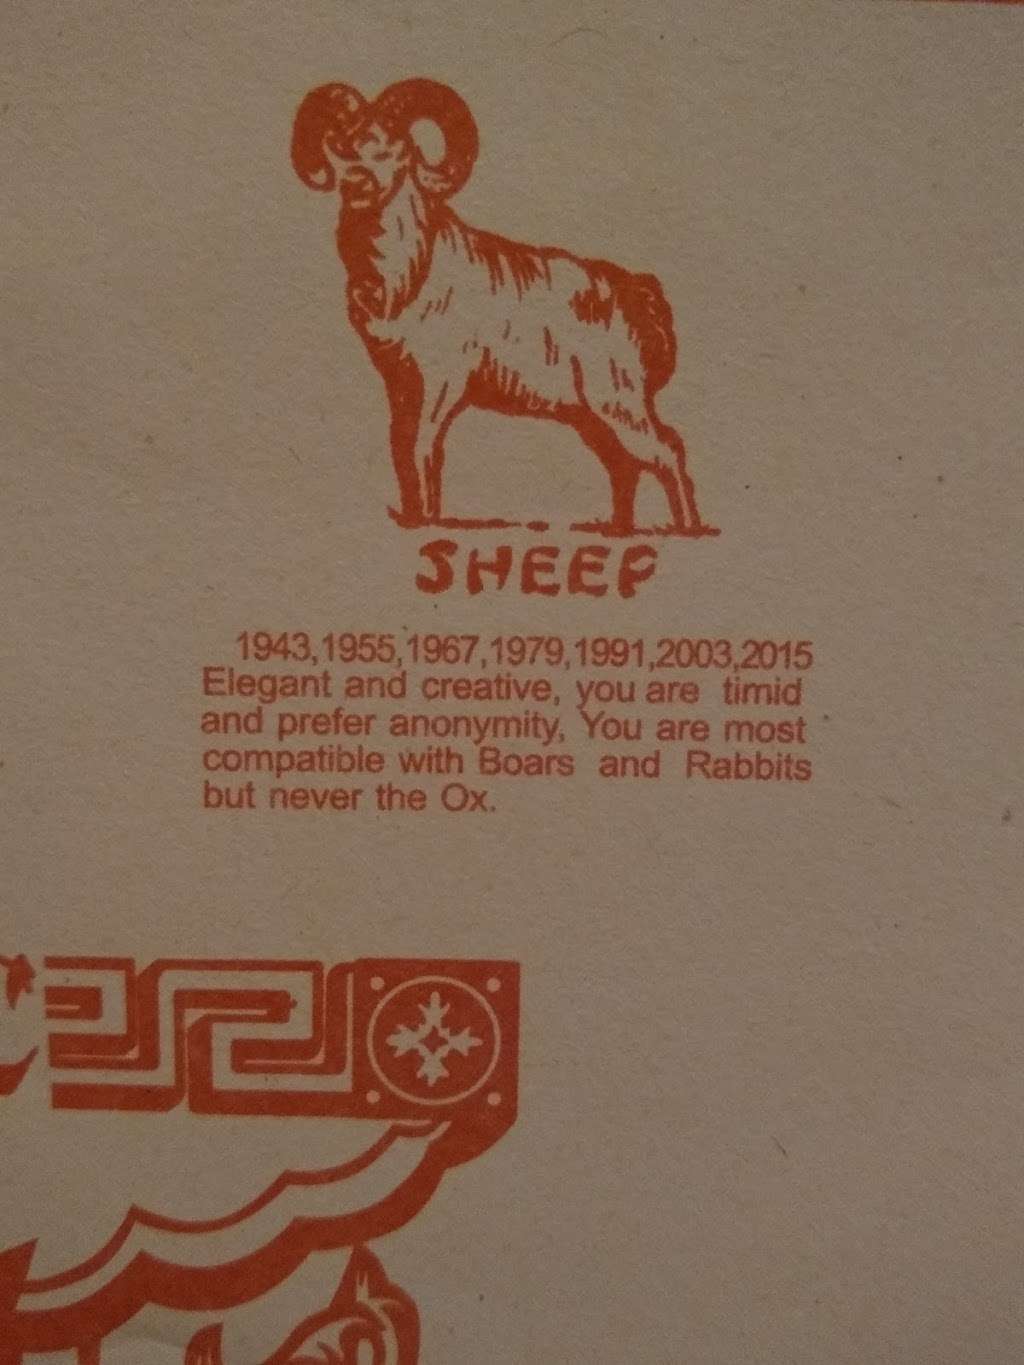 SHEEP
1943,1955,1967,1979,1991,2003,2015
Elegant and creative, you are timid
and prefer anonymity, You are most
compatible with Boars and Rabbits
but never the Ox.